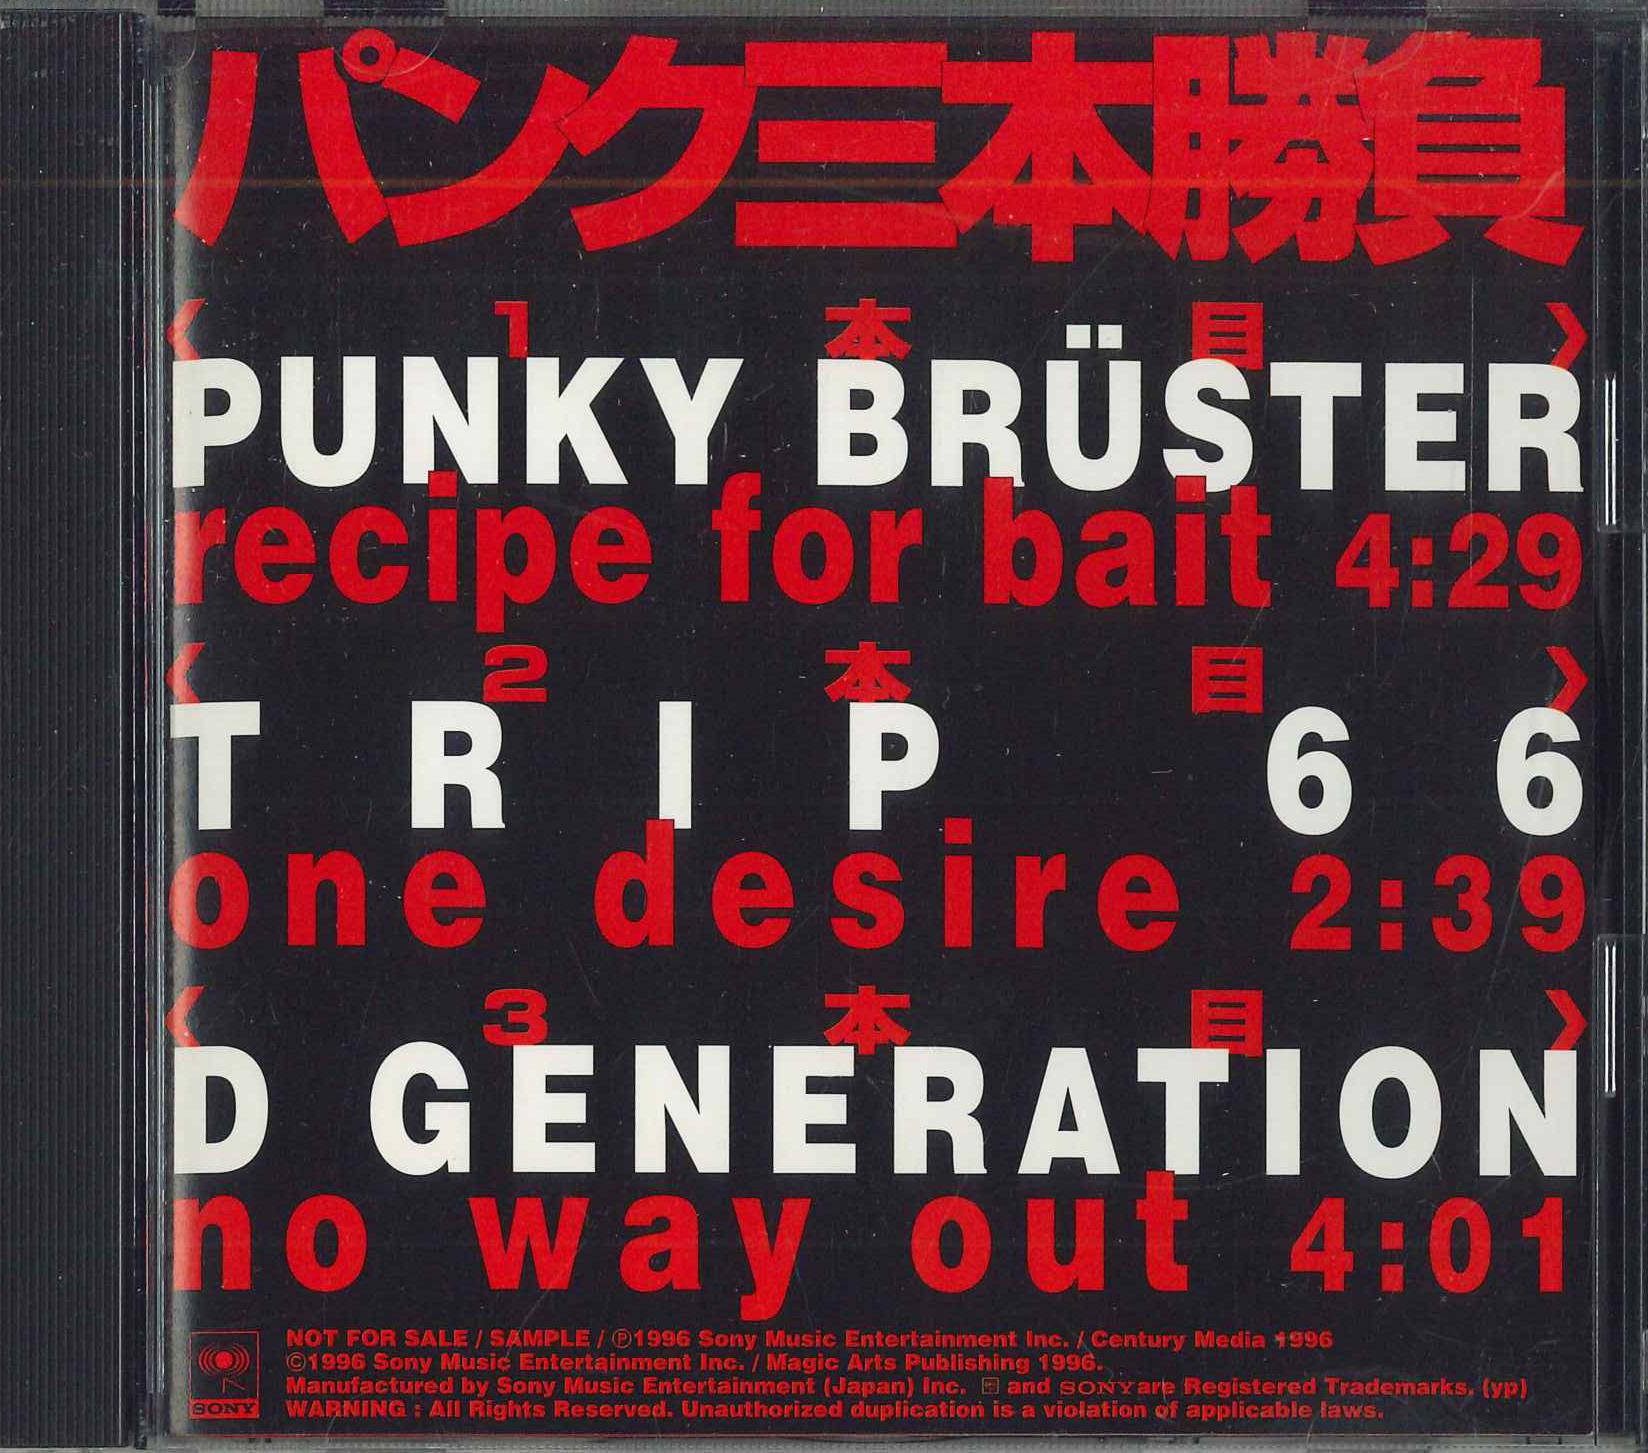 パンク三本勝負
〈1本目〉
PUNKY BRÜSTER
recipe for bait 4:29
〈2本目〉
TRIP 66
one desire 2:39
〈3本目〉
D GENERATION
no way out 4:01
NOT FOR SALE / SAMPLE / ℗1996 Sony Music Entertainment Inc. / Century Media 1996
©1996 Sony Music Entertainment Inc. / Magic Arts Publishing 1996.
Manufactured by Sony Music Entertainment (Japan) Inc. and SONY are Registered Trademarks. (yp)
WARNING : All Rights Reserved. Unauthorized duplication is a violation of applicable laws.
SONY